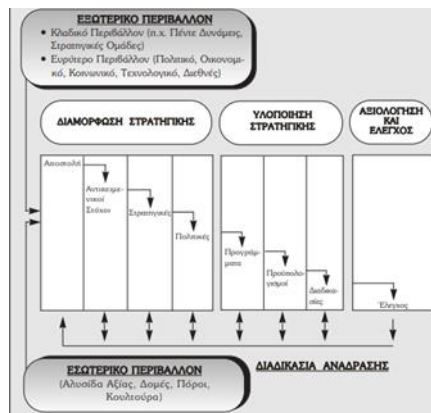 ΕΞΩΤΕΡΙΚΟ ΠΕΡΙΒΑΛΛΟΝ
• Κλαδικό Περιβάλλον (π.χ. Πέντε Δυνάμεις,
Στρατηγικές Ομάδες)
• Ευρύτερο Περιβάλλον (Πολιτικό, Οικονομι-
κό, Κοινωνικό, Τεχνολογικό, Διεθνές)
ΔΙΑΜΟΡΦΩΣΗ ΣΤΡΑΤΗΓΙΚΗΣ
ΥΛΟΠΟΙΗΣΗ
ΣΤΡΑΤΗΓΙΚΗΣ
ΑΞΙΟΛΟΓΗΣΗ
ΚΑΙ
ΕΛΕΓΧΟΣ
Αποστολή
Αντικειμε-
νικοί
Στόχοι
Στρατηγικές
Πολιτικές
Προγράμ-
ματα
Προϋπολο-
γισμοί
Διαδικα-
σίες
Έλεγχος
ΕΣΩΤΕΡΙΚΟ ΠΕΡΙΒΑΛΛΟΝ
(Αλυσίδα Αξίας, Δομές, Πόροι,
Κουλτούρα)
ΔΙΑΔΙΚΑΣΙΑ ΑΝΑΔΡΑΣΗΣ